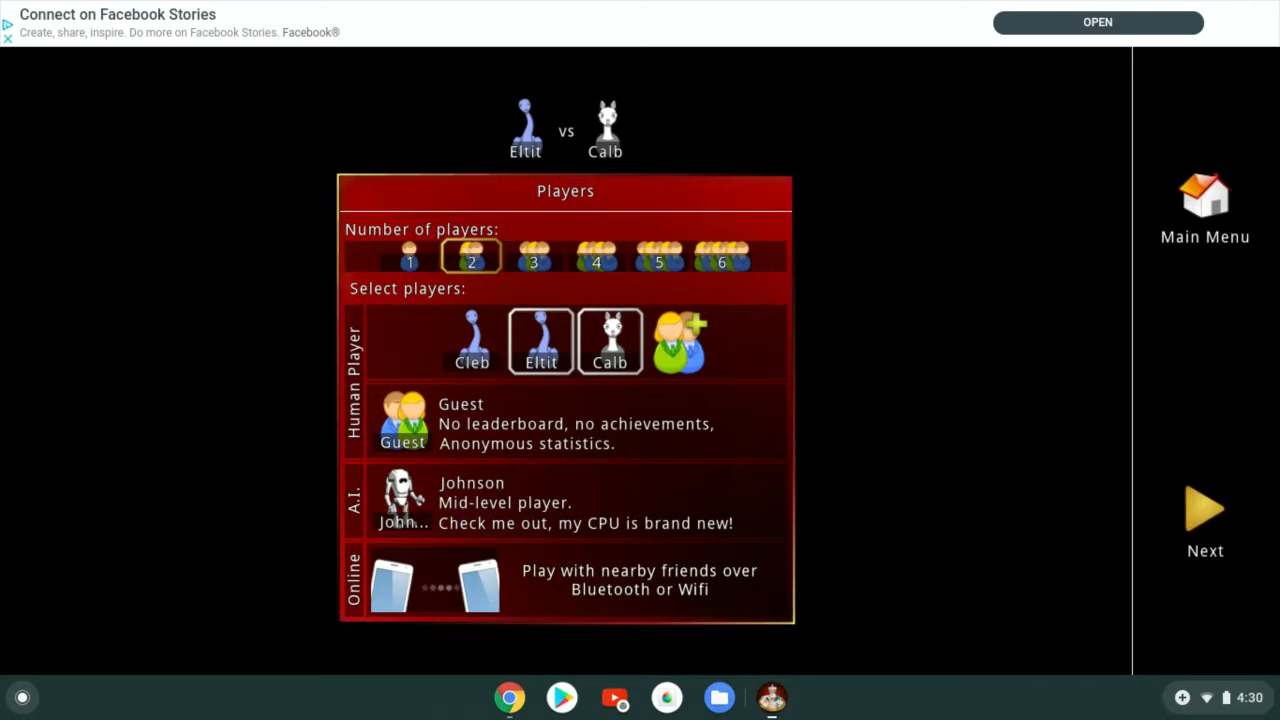 Connect on Facebook Stories
Create, share, inspire. Do more on Facebook Stories. Facebook®
OPEN
Eltit vs Calb
Players
Number of players:
1 2 3 4 5 6
Select players:
Human Player
Cleb Eltit Calb
Guest
Guest
No leaderboard, no achievements,
Anonymous statistics.
A.I.
John...
Johnson
Mid-level player.
Check me out, my CPU is brand new!
Online
Play with nearby friends over
Bluetooth or Wifi
Main Menu
Next
4:30